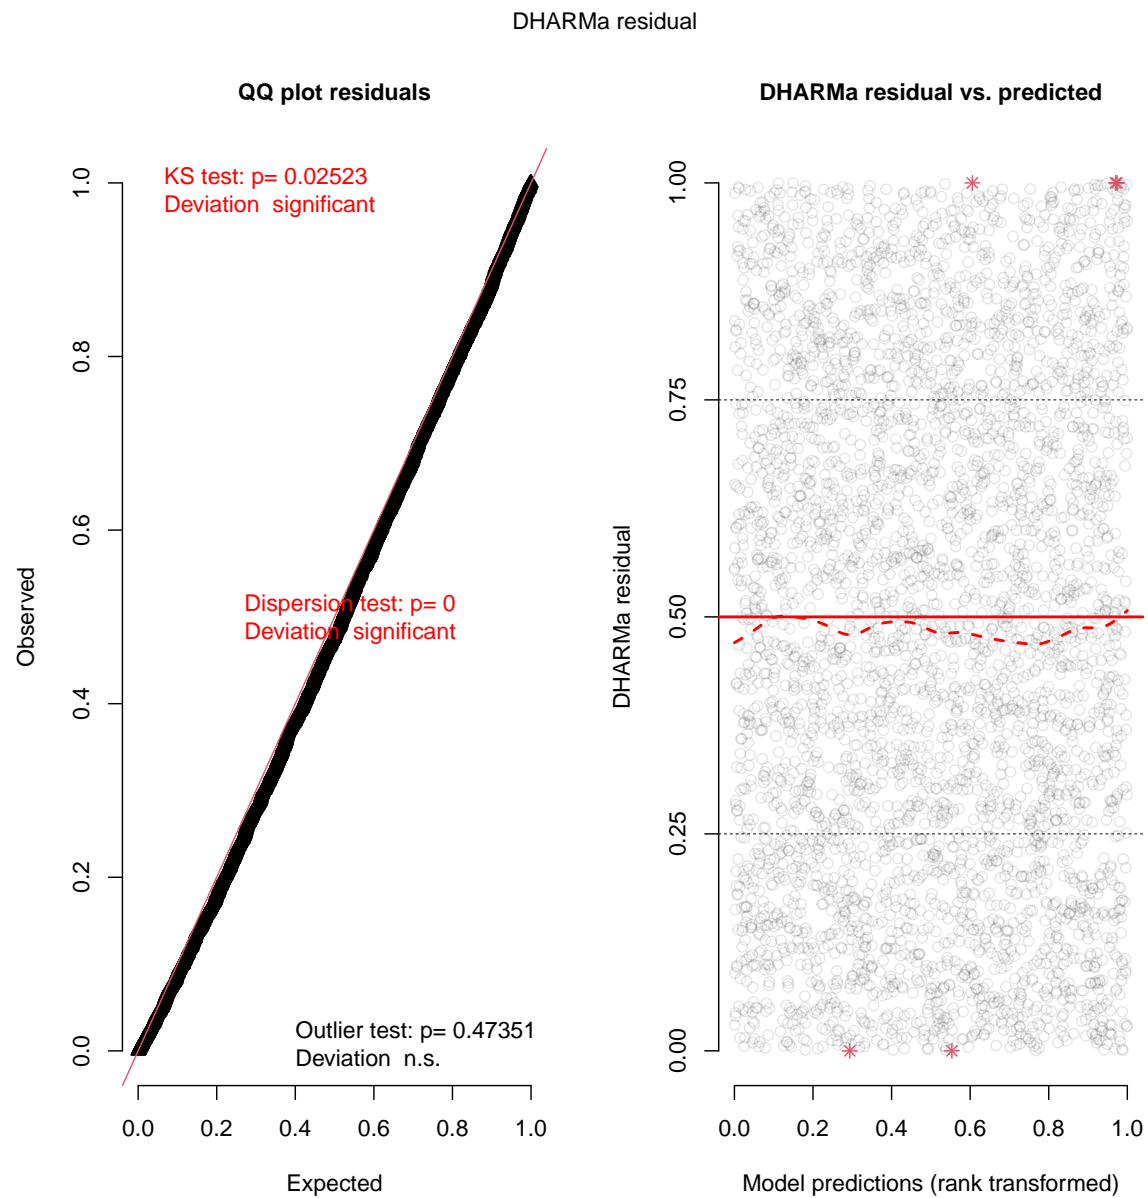 DHARMa residual
QQ plot residuals
KS test: p= 0.02523
Deviation  significant
Dispersion test: p= 0
Deviation  significant
Outlier test: p= 0.47351
Deviation  n.s.
Observed
0.0
0.2
0.4
0.6
0.8
1.0
0.0 0.2 0.4 0.6 0.8 1.0
Expected
DHARMa residual vs. predicted
DHARMa residual
0.00
0.25
0.50
0.75
1.00
0.0 0.2 0.4 0.6 0.8 1.0
Model predictions (rank transformed)